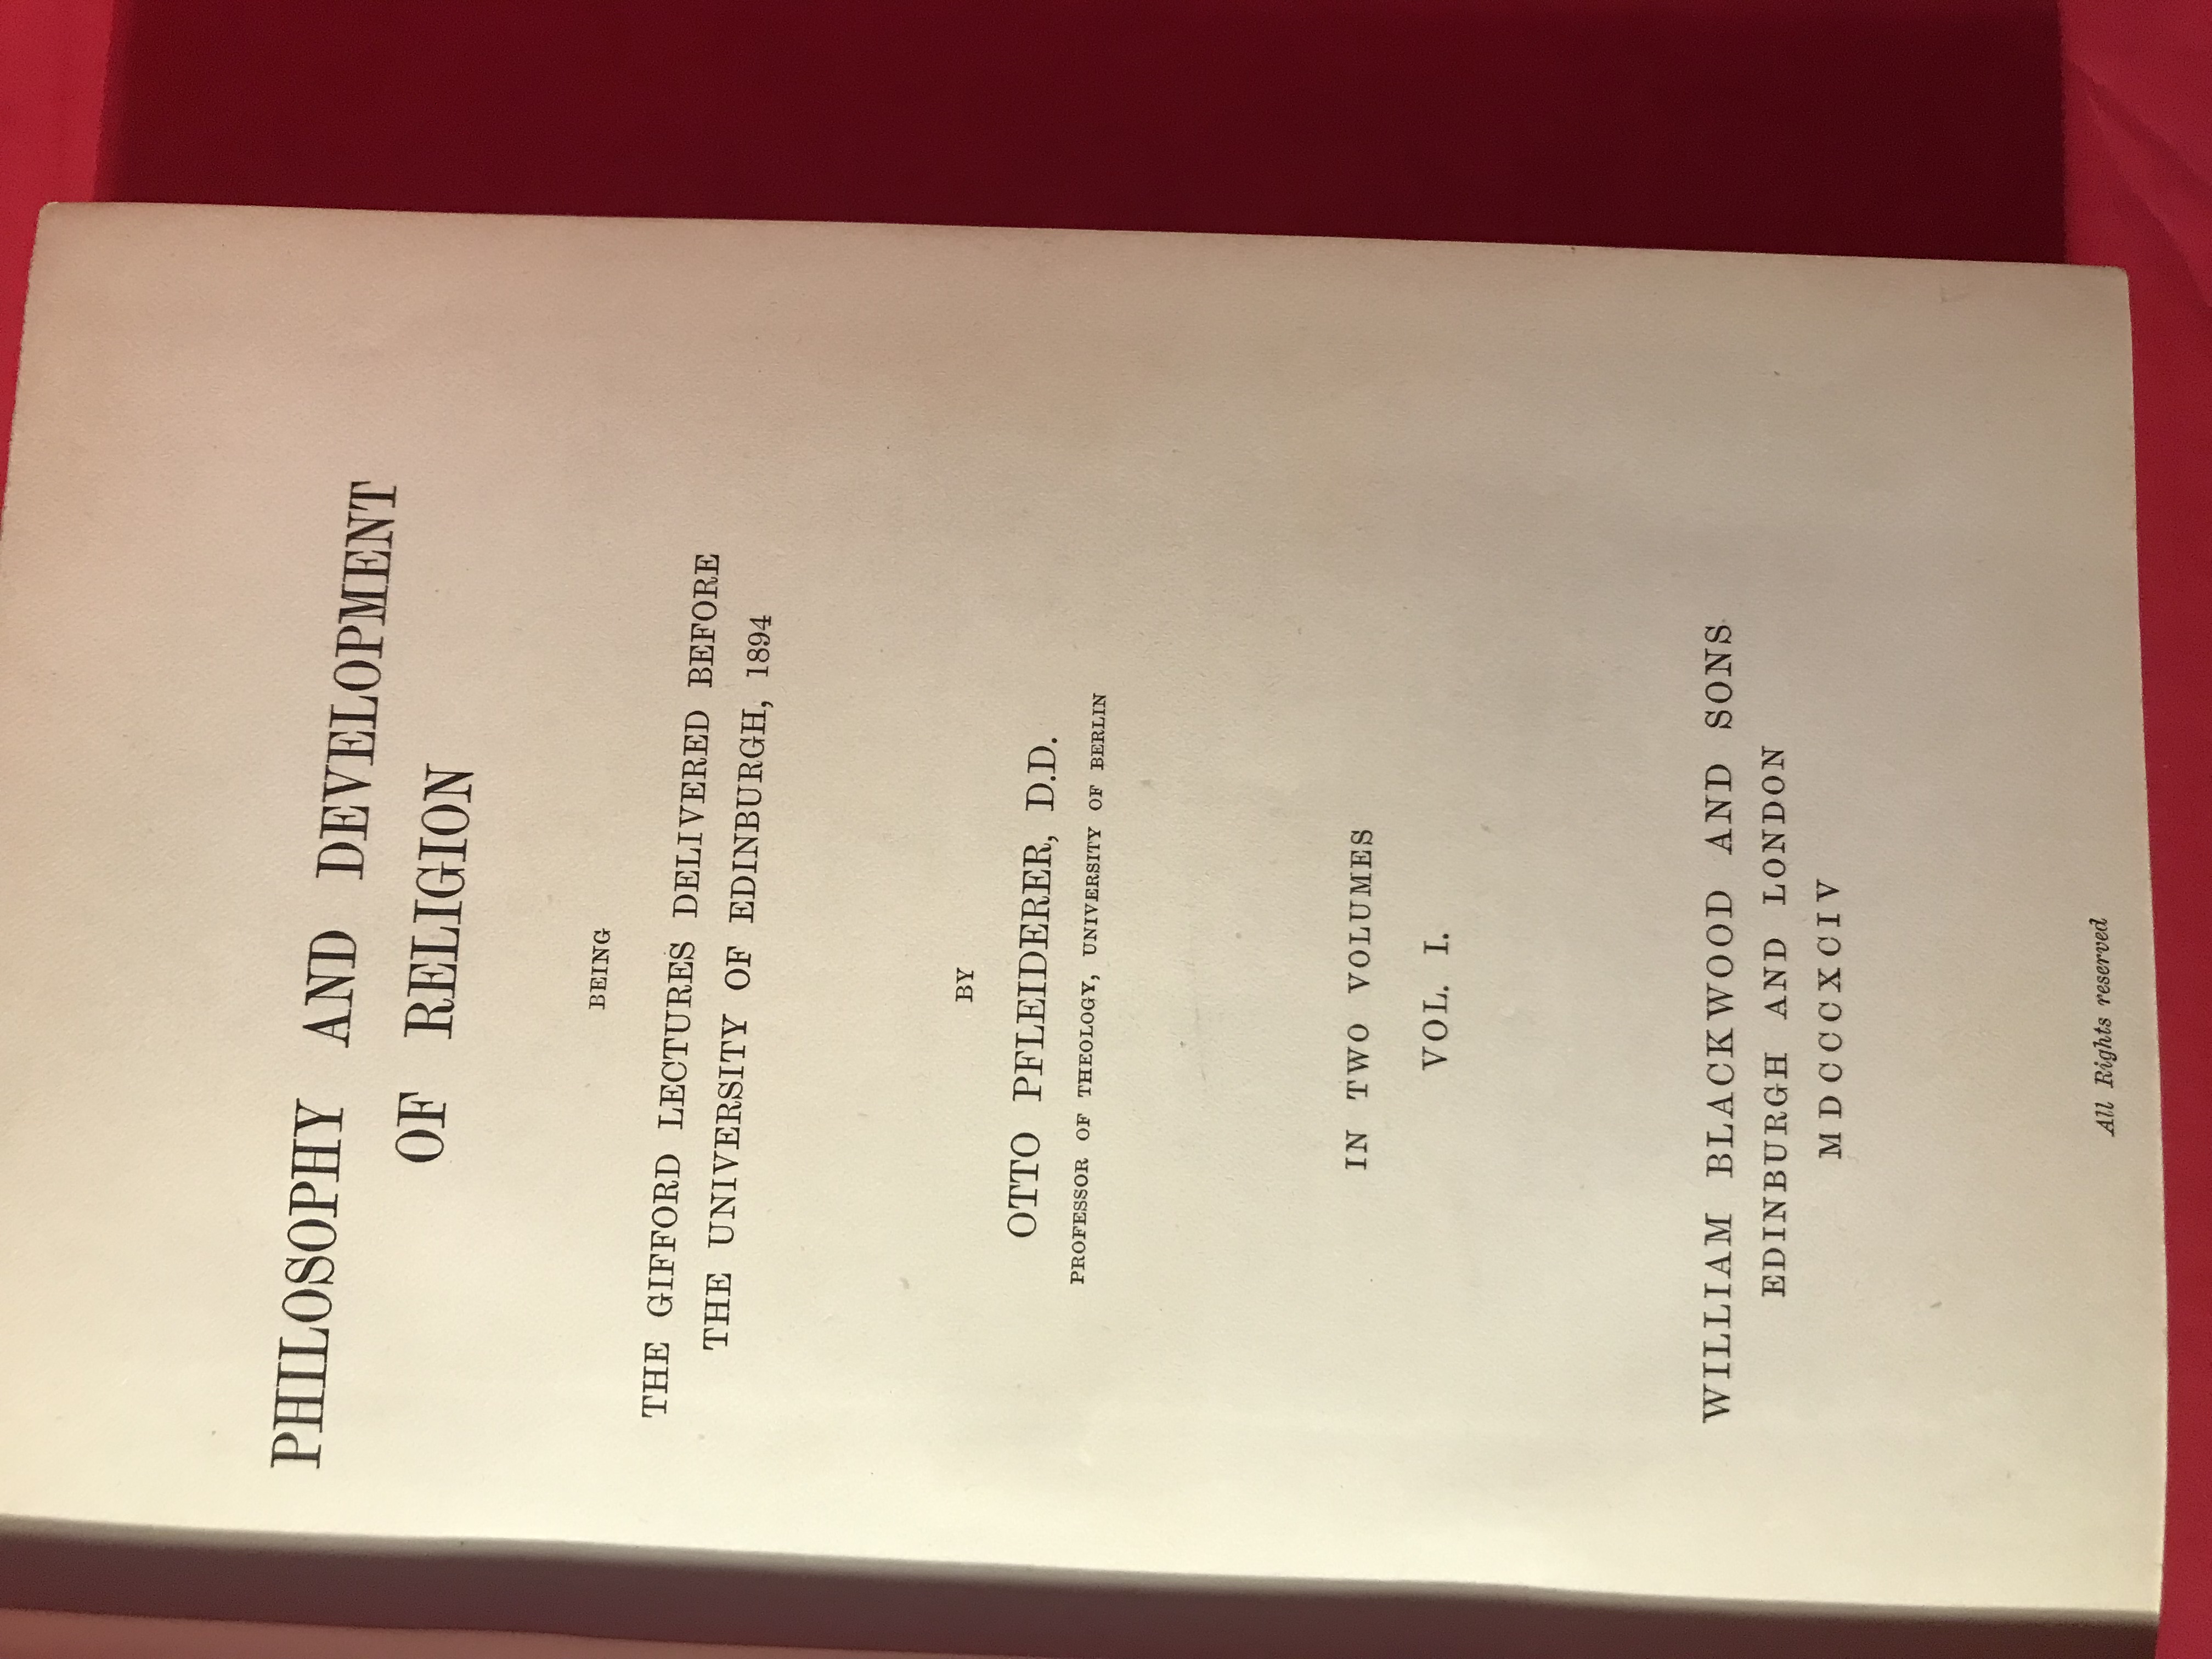 PHILOSOPHY AND DEVELOPMENT
OF RELIGION
BEING
THE GIFFORD LECTURES DELIVERED BEFORE
THE UNIVERSITY OF EDINBURGH, 1894
BY
OTTO PFLEIDERER, D.D.
PROFESSOR OF THEOLOGY, UNIVERSITY OF BERLIN
IN TWO VOLUMES
VOL. I.
WILLIAM BLACKWOOD AND SONS
EDINBURGH AND LONDON
MDCCCXCIV
All Rights reserved